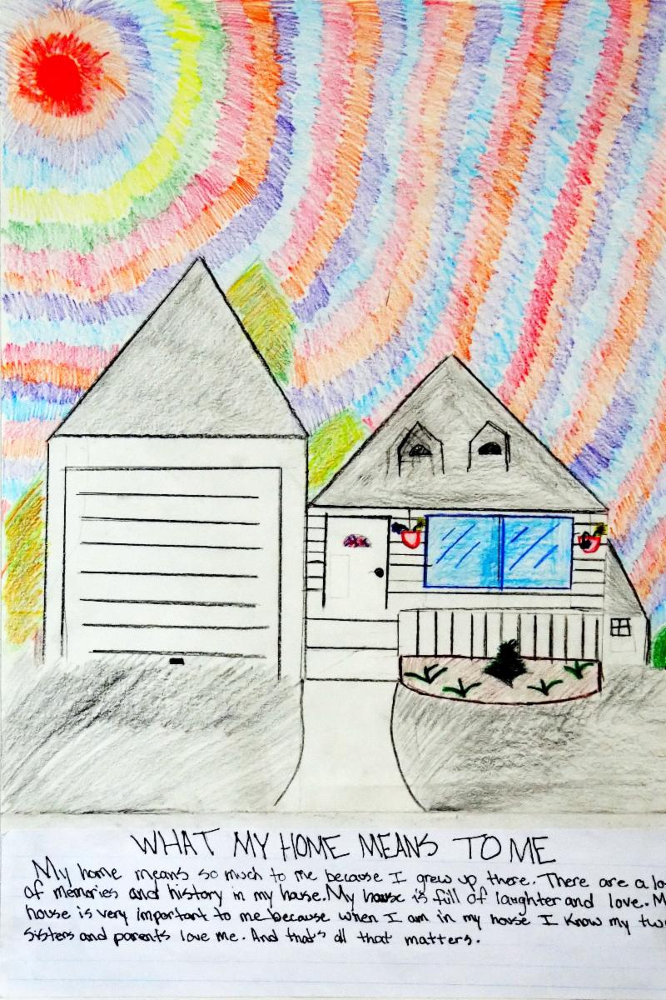 WHAT MY HOME MEANS TO ME
My home means so much to me because I grew up there. There are a lo
of memories and history in my house. My house is full of laughter and love. M
house is very important to me because when I am in my house I know my tw
sisters and parents love me. And that's all that matters.